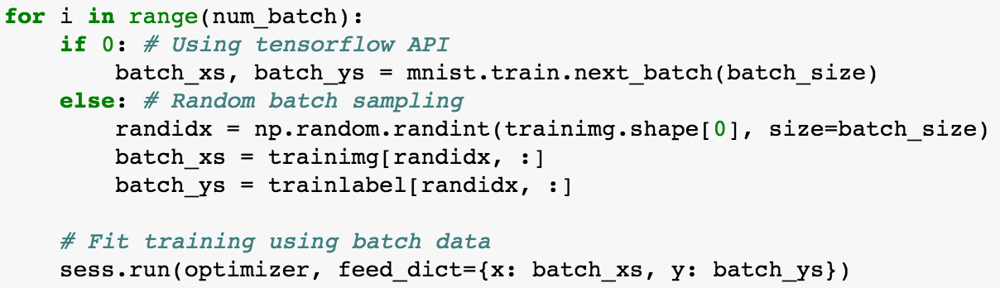 for i in range(num_batch):
    if 0: # Using tensorflow API
        batch_xs, batch_ys = mnist.train.next_batch(batch_size)
    else: # Random batch sampling
        randidx = np.random.randint(trainimg.shape[0], size=batch_size)
        batch_xs = trainimg[randidx, :]
        batch_ys = trainlabel[randidx, :]

    # Fit training using batch data
    sess.run(optimizer, feed_dict={x: batch_xs, y: batch_ys})